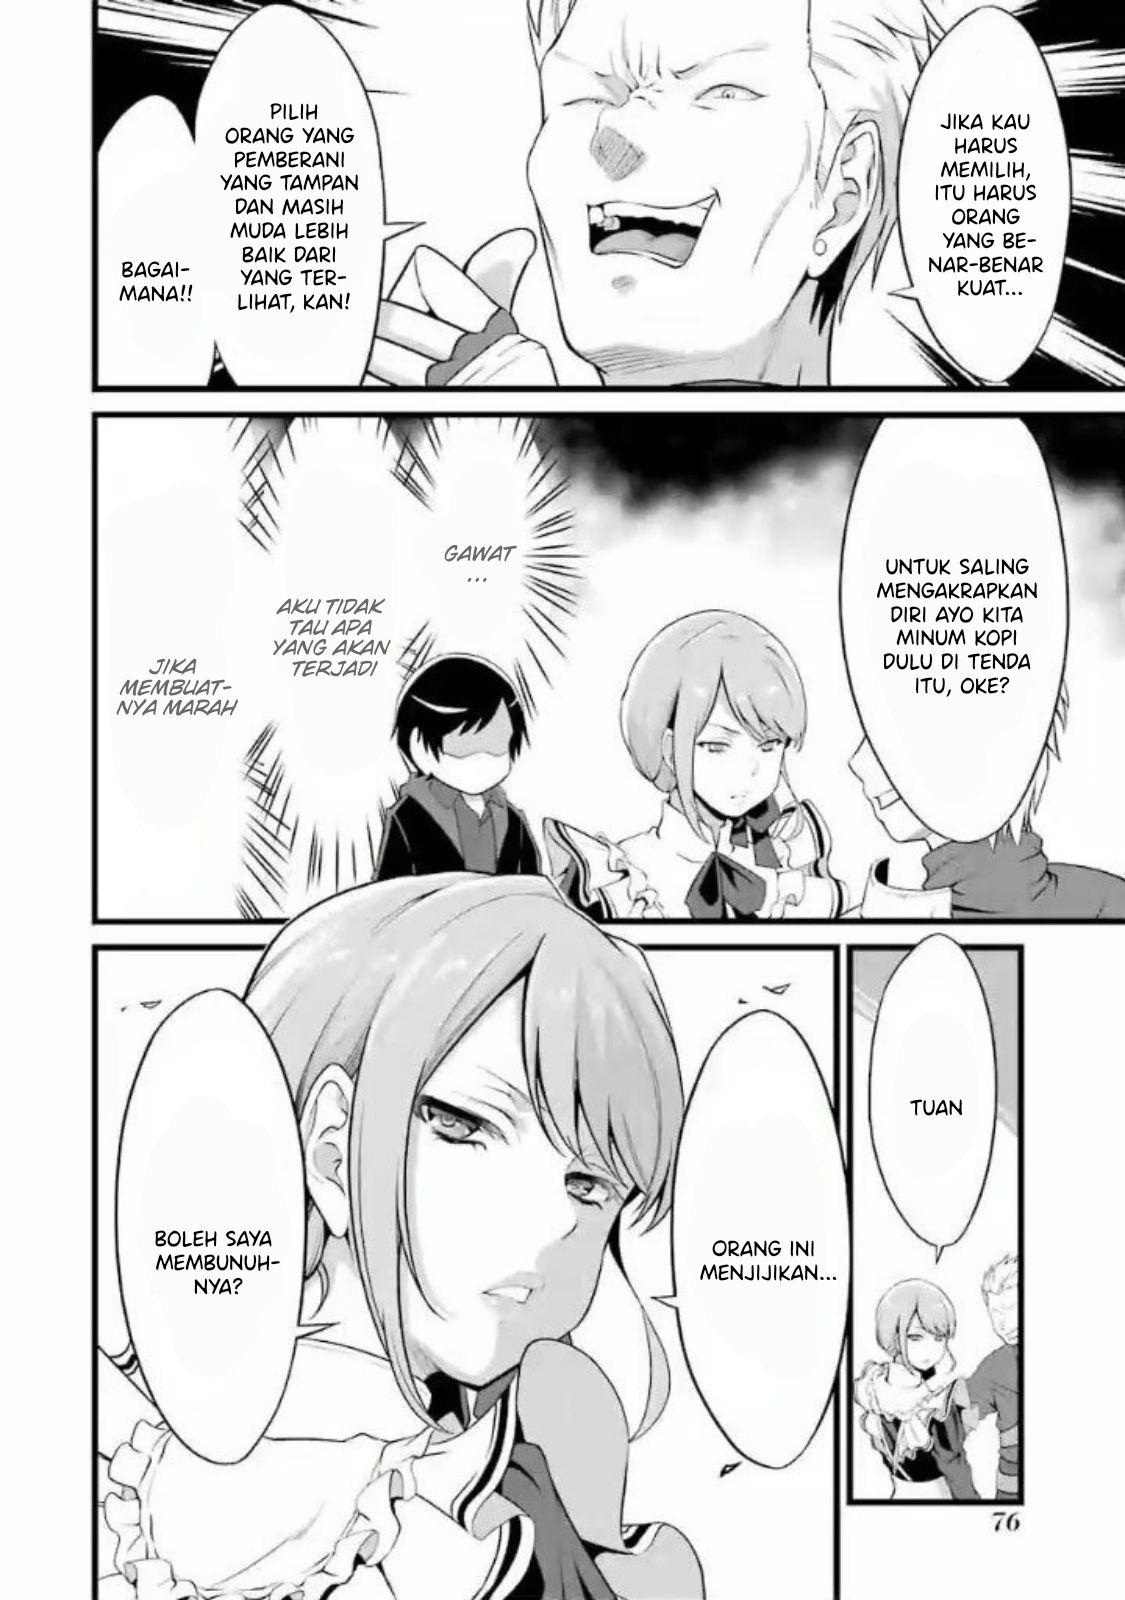 JIKA KAU
HARUS
MEMILIH,
ITU HARUS
ORANG
YANG BE-
NAR-BENAR
KUAT...
PILIH
ORANG YANG
PEMBERANI
YANG TAMPAN
DAN MASIH
MUDA LEBIH
BAIK DARI
YANG TER-
LIHAT, KAN!
BAGAI-
MANA!!
UNTUK SALING
MENGAKRAPKAN
DIRI AYO KITA
MINUM KOPI
DULU DI TENDA
ITU, OKE?
GAWAT
...
AKU TIDAK
TAU APA
YANG AKAN
TERJADI
JIKA
MEMBUAT-
NYA MARAH
TUAN
ORANG INI
MENJIJIKAN...
BOLEH SAYA
MEMBUNUH-
NYA?
76